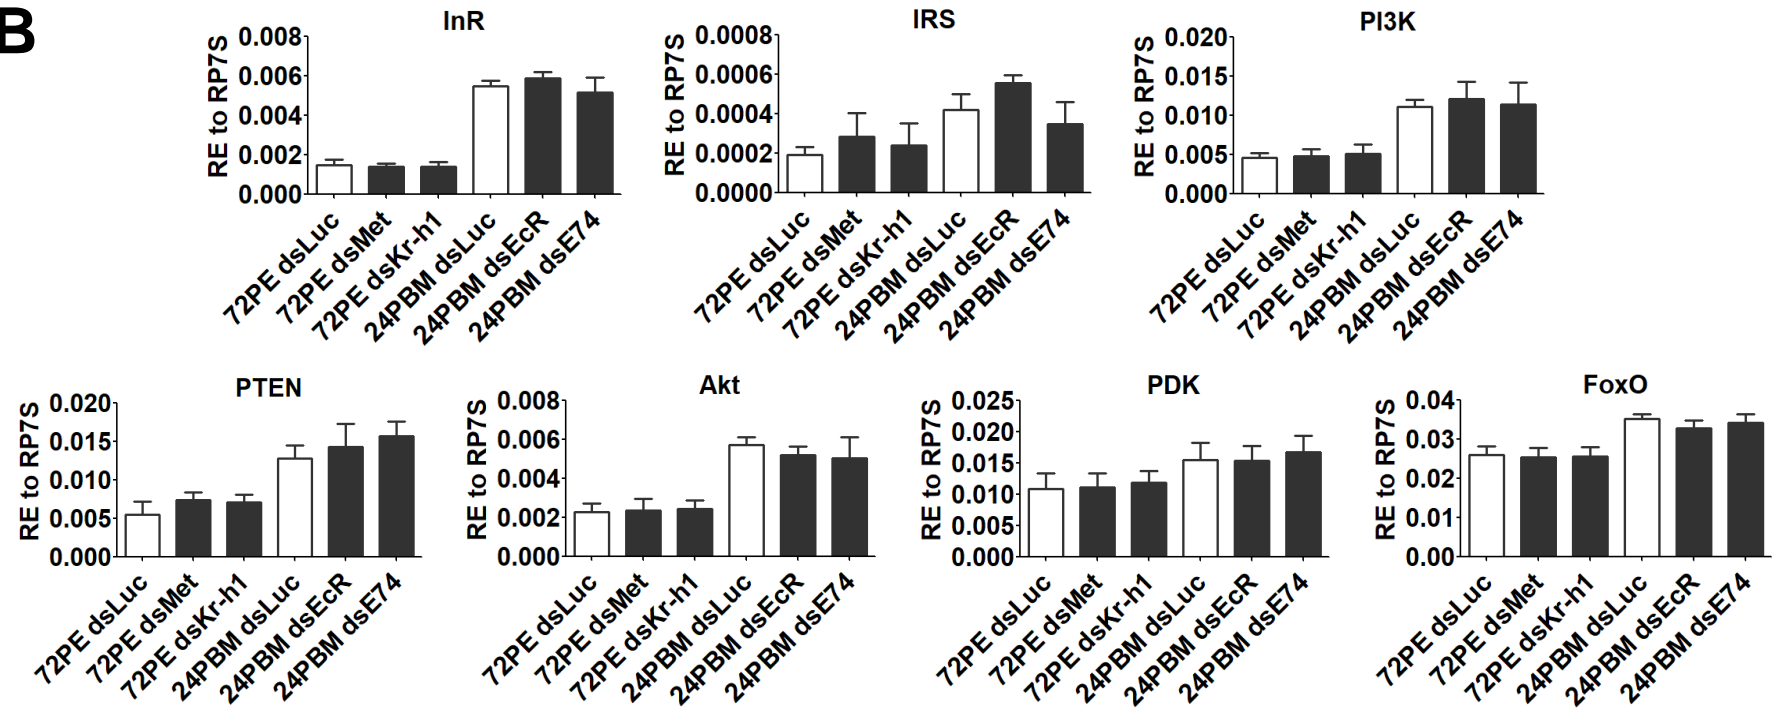 B
InR
RE to RP7S
0.008
0.006
0.004
0.002
0.000
72PE dsLuc
72PE dsMet
72PE dsKr-h1
24PBM dsLuc
24PBM dsEcR
24PBM dsE74
IRS
RE to RP7S
0.0008
0.0006
0.0004
0.0002
0.0000
72PE dsLuc
72PE dsMet
72PE dsKr-h1
24PBM dsLuc
24PBM dsEcR
24PBM dsE74
PI3K
RE to RP7S
0.020
0.015
0.010
0.005
0.000
72PE dsLuc
72PE dsMet
72PE dsKr-h1
24PBM dsLuc
24PBM dsEcR
24PBM dsE74
PTEN
RE to RP7S
0.020
0.015
0.010
0.005
0.000
72PE dsLuc
72PE dsMet
72PE dsKr-h1
24PBM dsLuc
24PBM dsEcR
24PBM dsE74
Akt
RE to RP7S
0.008
0.006
0.004
0.002
0.000
72PE dsLuc
72PE dsMet
72PE dsKr-h1
24PBM dsLuc
24PBM dsEcR
24PBM dsE74
PDK
RE to RP7S
0.025
0.020
0.015
0.010
0.005
0.000
72PE dsLuc
72PE dsMet
72PE dsKr-h1
24PBM dsLuc
24PBM dsEcR
24PBM dsE74
FoxO
RE to RP7S
0.04
0.03
0.02
0.01
0.00
72PE dsLuc
72PE dsMet
72PE dsKr-h1
24PBM dsLuc
24PBM dsEcR
24PBM dsE74